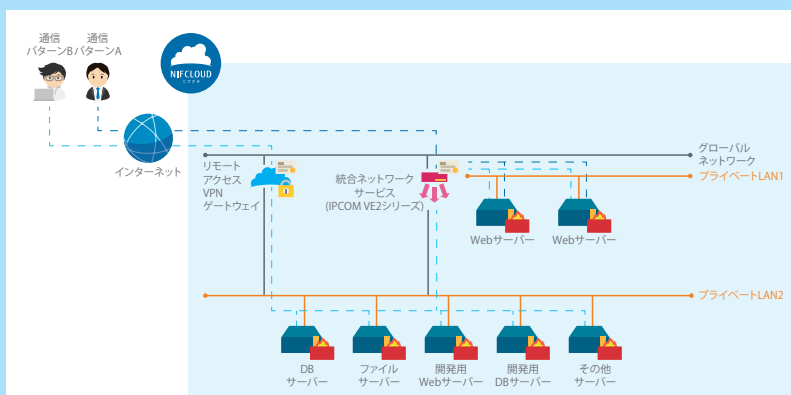 通信
パターンB
通信
パターンA
NIFCLOUD
ニフクラ
インターネット
リモート
アクセス
VPN
ゲートウェイ
統合ネットワーク
サービス
(IPCOM VE2シリーズ)
グローバル
ネットワーク
プライベートLAN1
Webサーバー
Webサーバー
プライベートLAN2
DB
サーバー
ファイル
サーバー
開発用
Webサーバー
開発用
DBサーバー
その他
サーバー